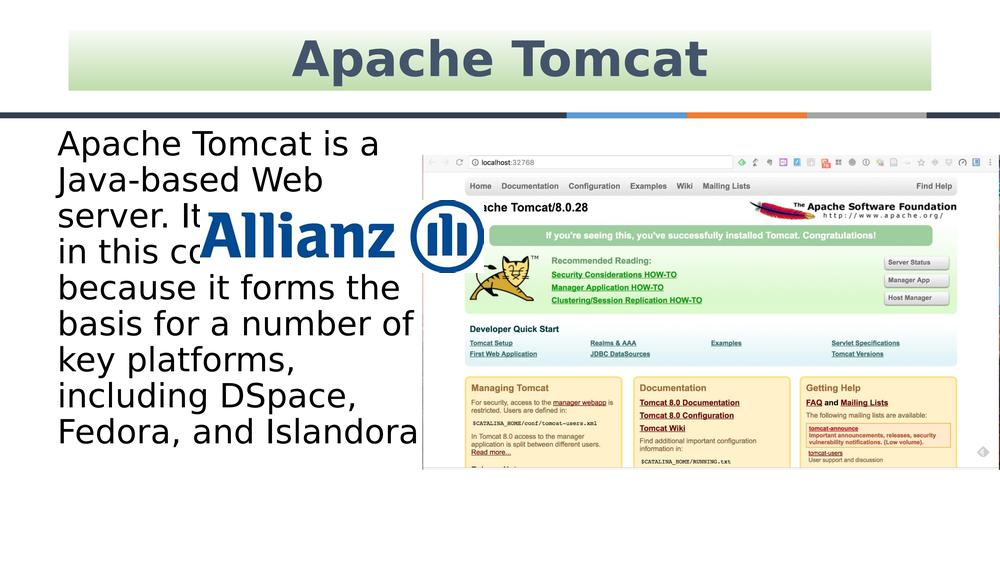 Apache Tomcat
Apache Tomcat is a
Java-based Web
server. It
in this
because it forms the
basis for a number of
key platforms,
including DSpace,
Fedora, and Islandora
Allianz
localhost:32768
Home Documentation Configuration Examples Wiki Mailing Lists Find Help
Tomcat/8.0.28
The Apache Software Foundation
http://www.apache.org/
If you're seeing this, you've successfully installed Tomcat. Congratulations!
TM
Recommended Reading:
Security Considerations HOW-TO
Manager Application HOW-TO
Clustering/Session Replication HOW-TO
Server Status
Manager App
Host Manager
Developer Quick Start
Tomcat Setup Realms & AAA Examples Servlet Specifications
First Web Application JDBC DataSources Tomcat Versions
Managing Tomcat
For security, access to the manager webapp is
restricted. Users are defined in:
$CATALINA_HOME/conf/tomcat-users.xml
In Tomcat 8.0 access to the manager
application is split between different users.
Read more...
Documentation
Tomcat 8.0 Documentation
Tomcat 8.0 Configuration
Tomcat Wiki
Find additional important configuration
information in:
$CATALINA_HOME/RUNNING.txt
Getting Help
FAQ and Mailing Lists
The following mailing lists are available:
tomcat-announce
Important announcements, releases, security
vulnerability notifications. (Low volume).
tomcat-users
User support and discussion